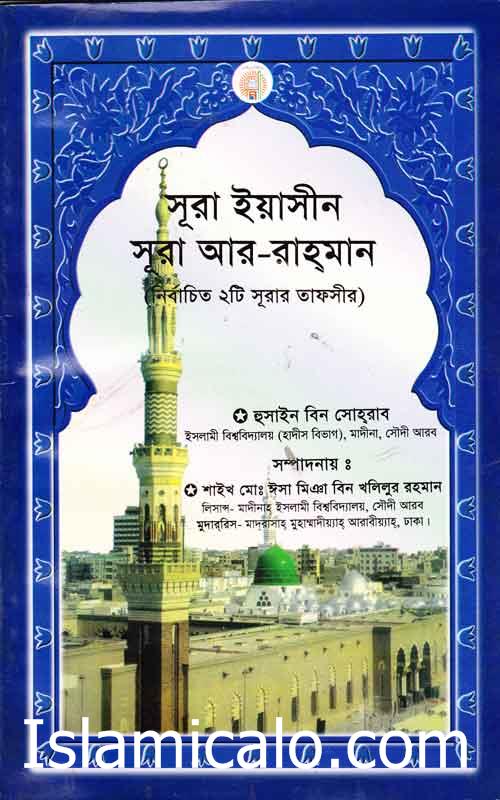 সূরা ইয়াসীন
সূরা আর-রাহ্‌মান
(নির্বাচিত ২টি সূরার তাফসীর)
✪ হুসাইন বিন সোহ্‌রাব
ইসলামী বিশ্ববিদ্যালয় (হাদীস বিভাগ), মাদীনা, সৌদী আরব
সম্পাদনায় ঃ
✪ শাইখ মোঃ ঈসা মিঞা বিন খলিলুর রহমান
লিসান্স- মাদীনাহ্ ইসলামী বিশ্ববিদ্যালয়, সৌদী আরব
মুদার্‌রিস- মাদ্‌রাসাহ্ মুহাম্মাদীয়্যাহ্ আরাবীয়্যাহ্, ঢাকা।
Islamicalo.com